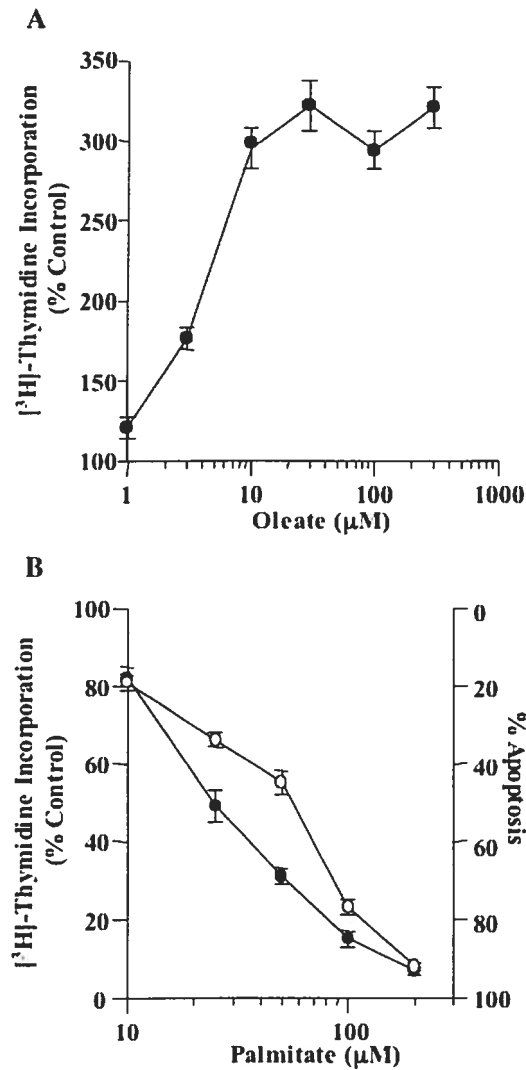 A
[³H]-Thymidine Incorporation
(% Control)
350
300
250
200
150
100
1
10
100
1000
Oleate (μM)
B
[³H]-Thymidine Incorporation
(% Control)
100
80
60
40
20
0
0
20
40
60
80
100
% Apoptosis
10
100
Palmitate (μM)